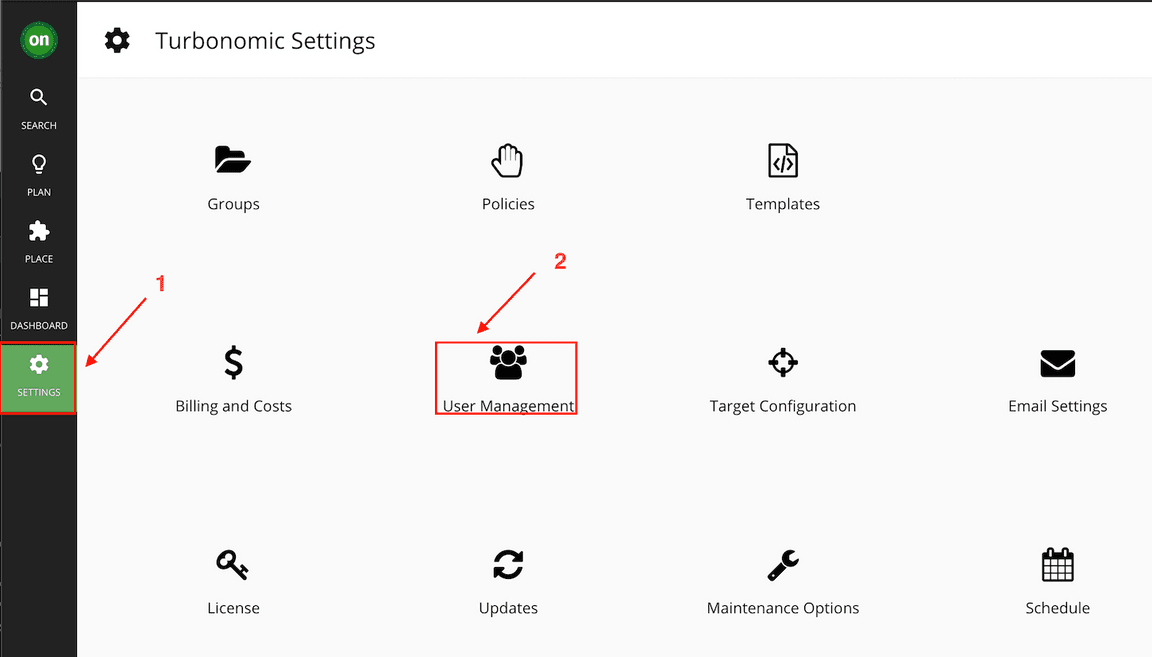 on
Turbonomic Settings
SEARCH
PLAN
PLACE
DASHBOARD
SETTINGS
Groups
Policies
Templates
1
2
Billing and Costs
User Management
Target Configuration
Email Settings
License
Updates
Maintenance Options
Schedule